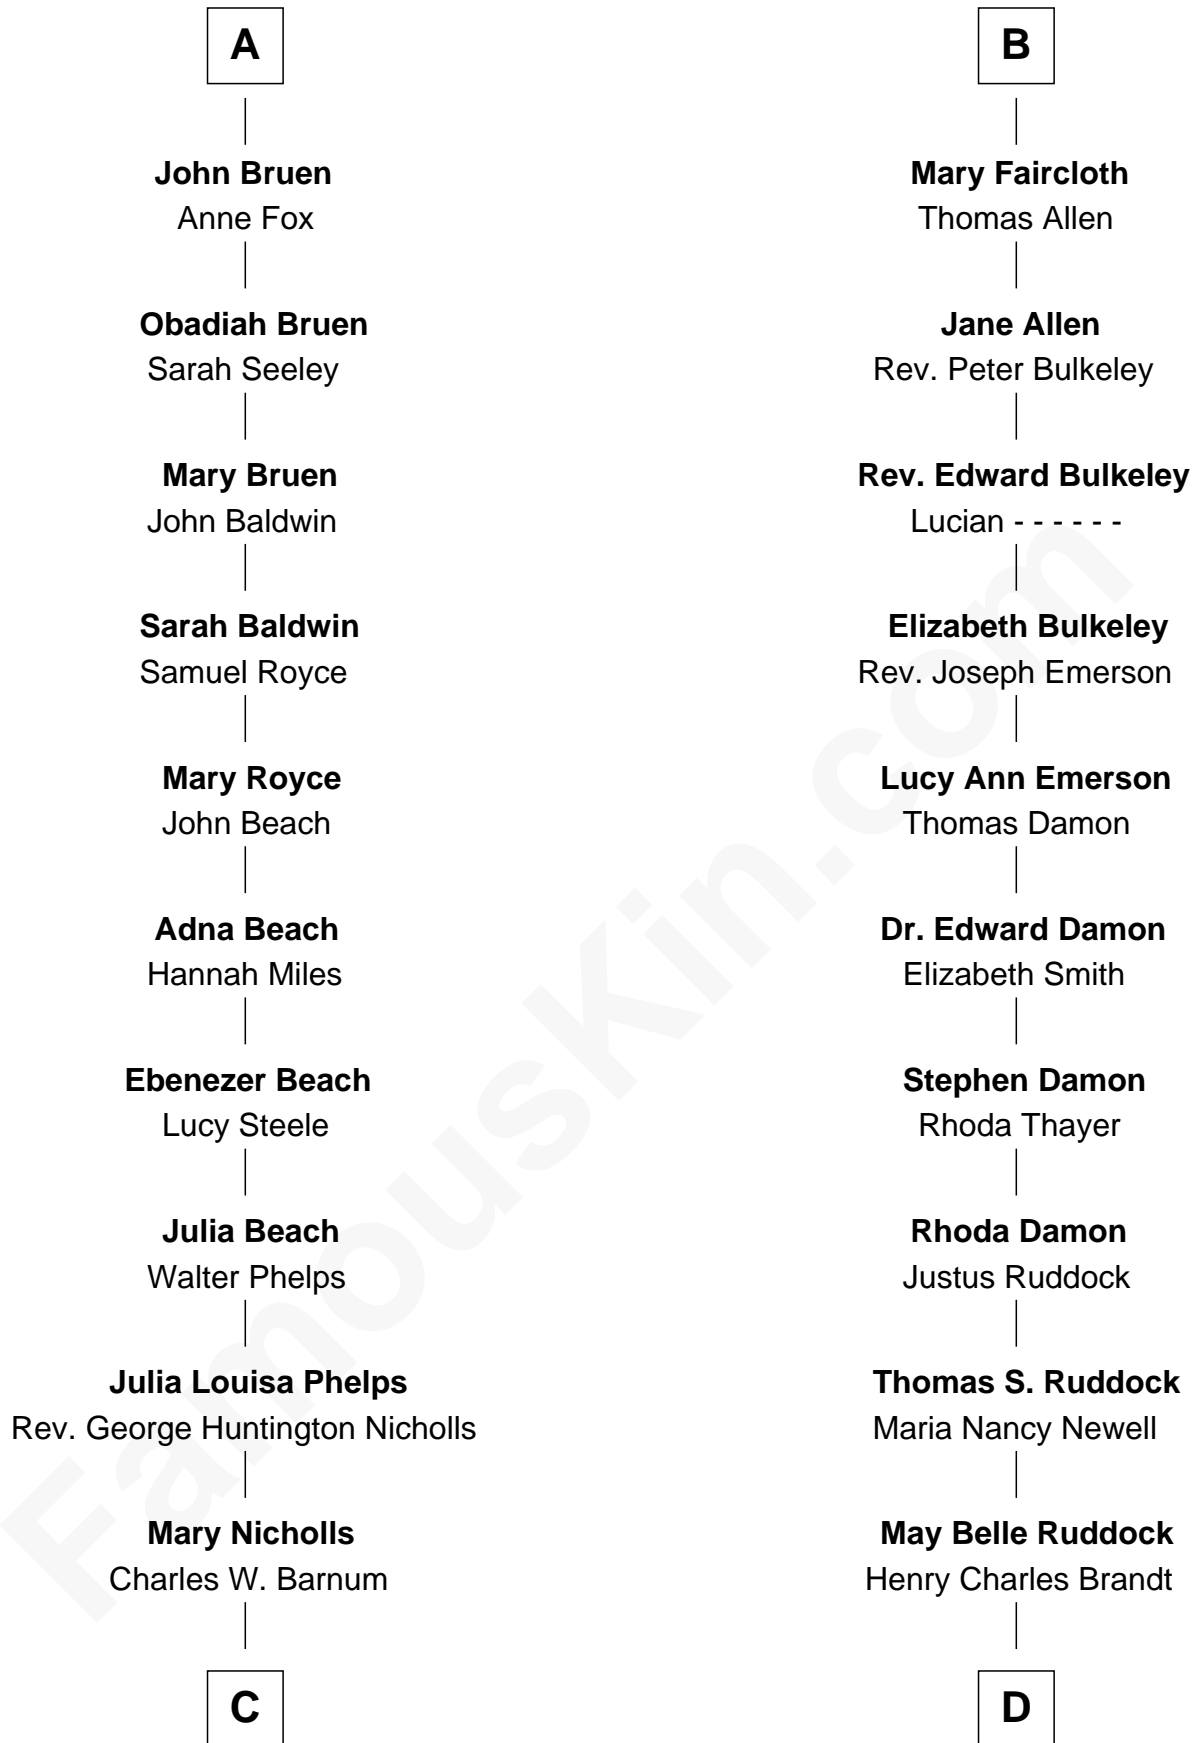 A
John Bruen
Anne Fox
Obadiah Bruen
Sarah Seeley
Mary Bruen
John Baldwin
Sarah Baldwin
Samuel Royce
Mary Royce
John Beach
Adna Beach
Hannah Miles
Ebenezer Beach
Lucy Steele
Julia Beach
Walter Phelps
Julia Louisa Phelps
Rev. George Huntington Nicholls
Mary Nicholls
Charles W. Barnum
C
B
Mary Faircloth
Thomas Allen
Jane Allen
Rev. Peter Bulkeley
Rev. Edward Bulkeley
Lucian - - - - - -
Elizabeth Bulkeley
Rev. Joseph Emerson
Lucy Ann Emerson
Thomas Damon
Dr. Edward Damon
Elizabeth Smith
Stephen Damon
Rhoda Thayer
Rhoda Damon
Justus Ruddock
Thomas S. Ruddock
Maria Nancy Newell
May Belle Ruddock
Henry Charles Brandt
D
FamousKin.com